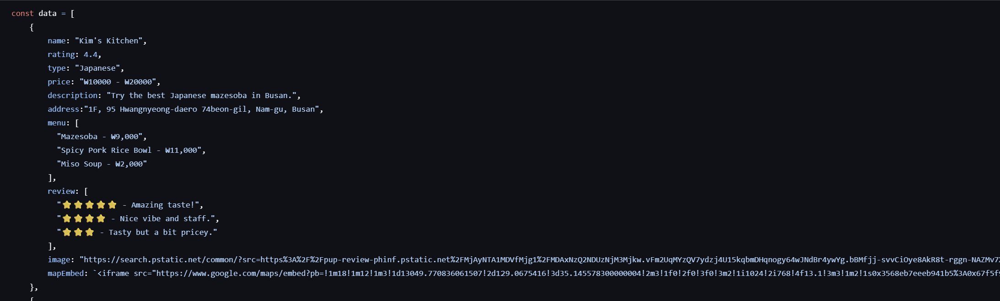 const data = [
{
name: "Kim's Kitchen",
rating: 4.4,
type: "Japanese",
price: "₩10000 - ₩20000",
description: "Try the best Japanese mazesoba in Busan.",
address:"1F, 95 Hwangnyeong-daero 74beon-gil, Nam-gu, Busan",
menu: [
"Mazesoba - ₩9,000",
"Spicy Pork Rice Bowl - ₩11,000",
"Miso Soup - ₩2,000"
],
review: [
"⭐⭐⭐⭐⭐ - Amazing taste!",
"⭐⭐⭐⭐ - Nice vibe and staff.",
"⭐⭐⭐ - Tasty but a bit pricey."
],
image: "https://search.pstatic.net/common/?src=https%3A%2F%2Fpup-review-phinf.pstatic.net%2FMjAyNTA1MDVfMjg1%2FMDAxNzQ2NDUzNjM3Mjkw.vFm2UqMYzQV7ydzj4U15kqbmDHqnogy64wJNdBr4ywYg.bBMfjj-svvCiOye8AkR8t-rggn-NAZMv7X
mapEmbed: `<iframe src="https://www.google.com/maps/embed?pb=!1m18!1m12!1m3!1d13049.770836061507!2d129.0675416!3d35.145578300000004!2m3!1f0!2f0!3f0!3m2!1i1024!2i768!4f13.1!3m3!1m2!1s0x3568eb7eeeb941b5%3A0x67f5f9
},
{